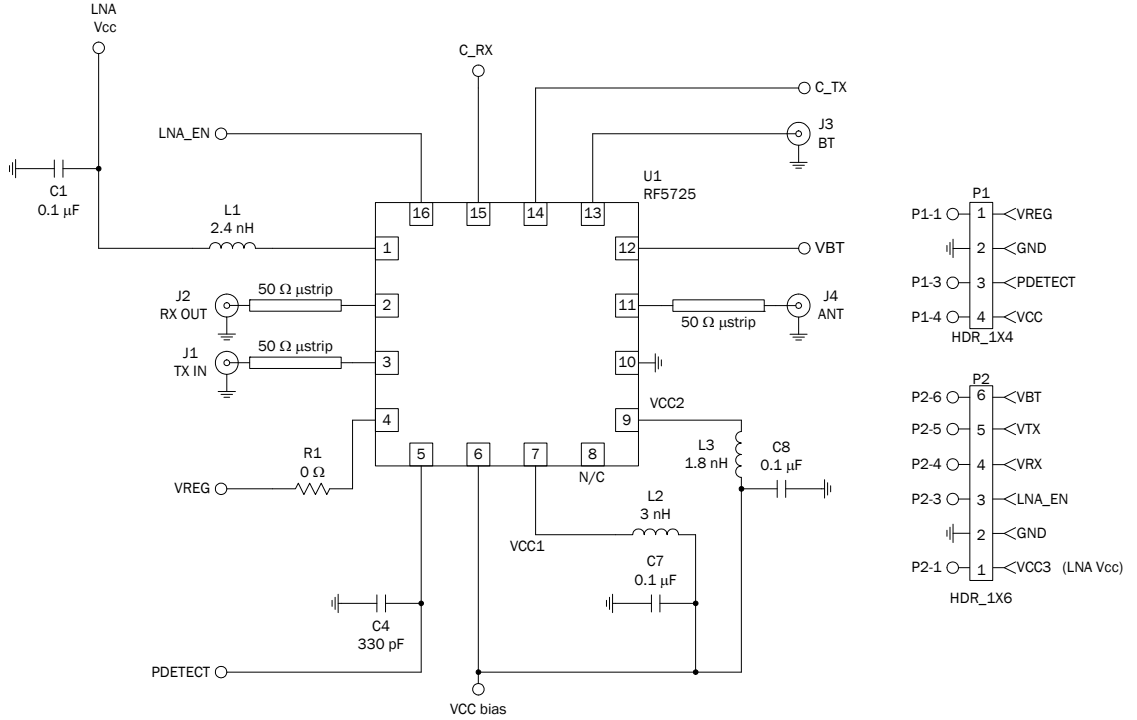 LNA
Vcc
C_RX
C_TX
LNA_EN
J3
BT
C1
0.1 µF
U1
RF5725
L1
2.4 nH
16
15
14
13
1
12
VBT
J2
RX OUT
50 Ω µstrip
2
11
50 Ω µstrip
J4
ANT
J1
TX IN
50 Ω µstrip
3
10
4
9
VCC2
R1
0 Ω
VREG
5
6
7
8
N/C
L3
1.8 nH
C8
0.1 µF
L2
3 nH
VCC1
C7
0.1 µF
C4
330 pF
PDETECT
VCC bias
P1
P1-1
1
VREG
2
GND
P1-3
3
PDETECT
P1-4
4
VCC
HDR_1X4
P2
P2-6
6
VBT
P2-5
5
VTX
P2-4
4
VRX
P2-3
3
LNA_EN
2
GND
P2-1
1
VCC3 (LNA Vcc)
HDR_1X6